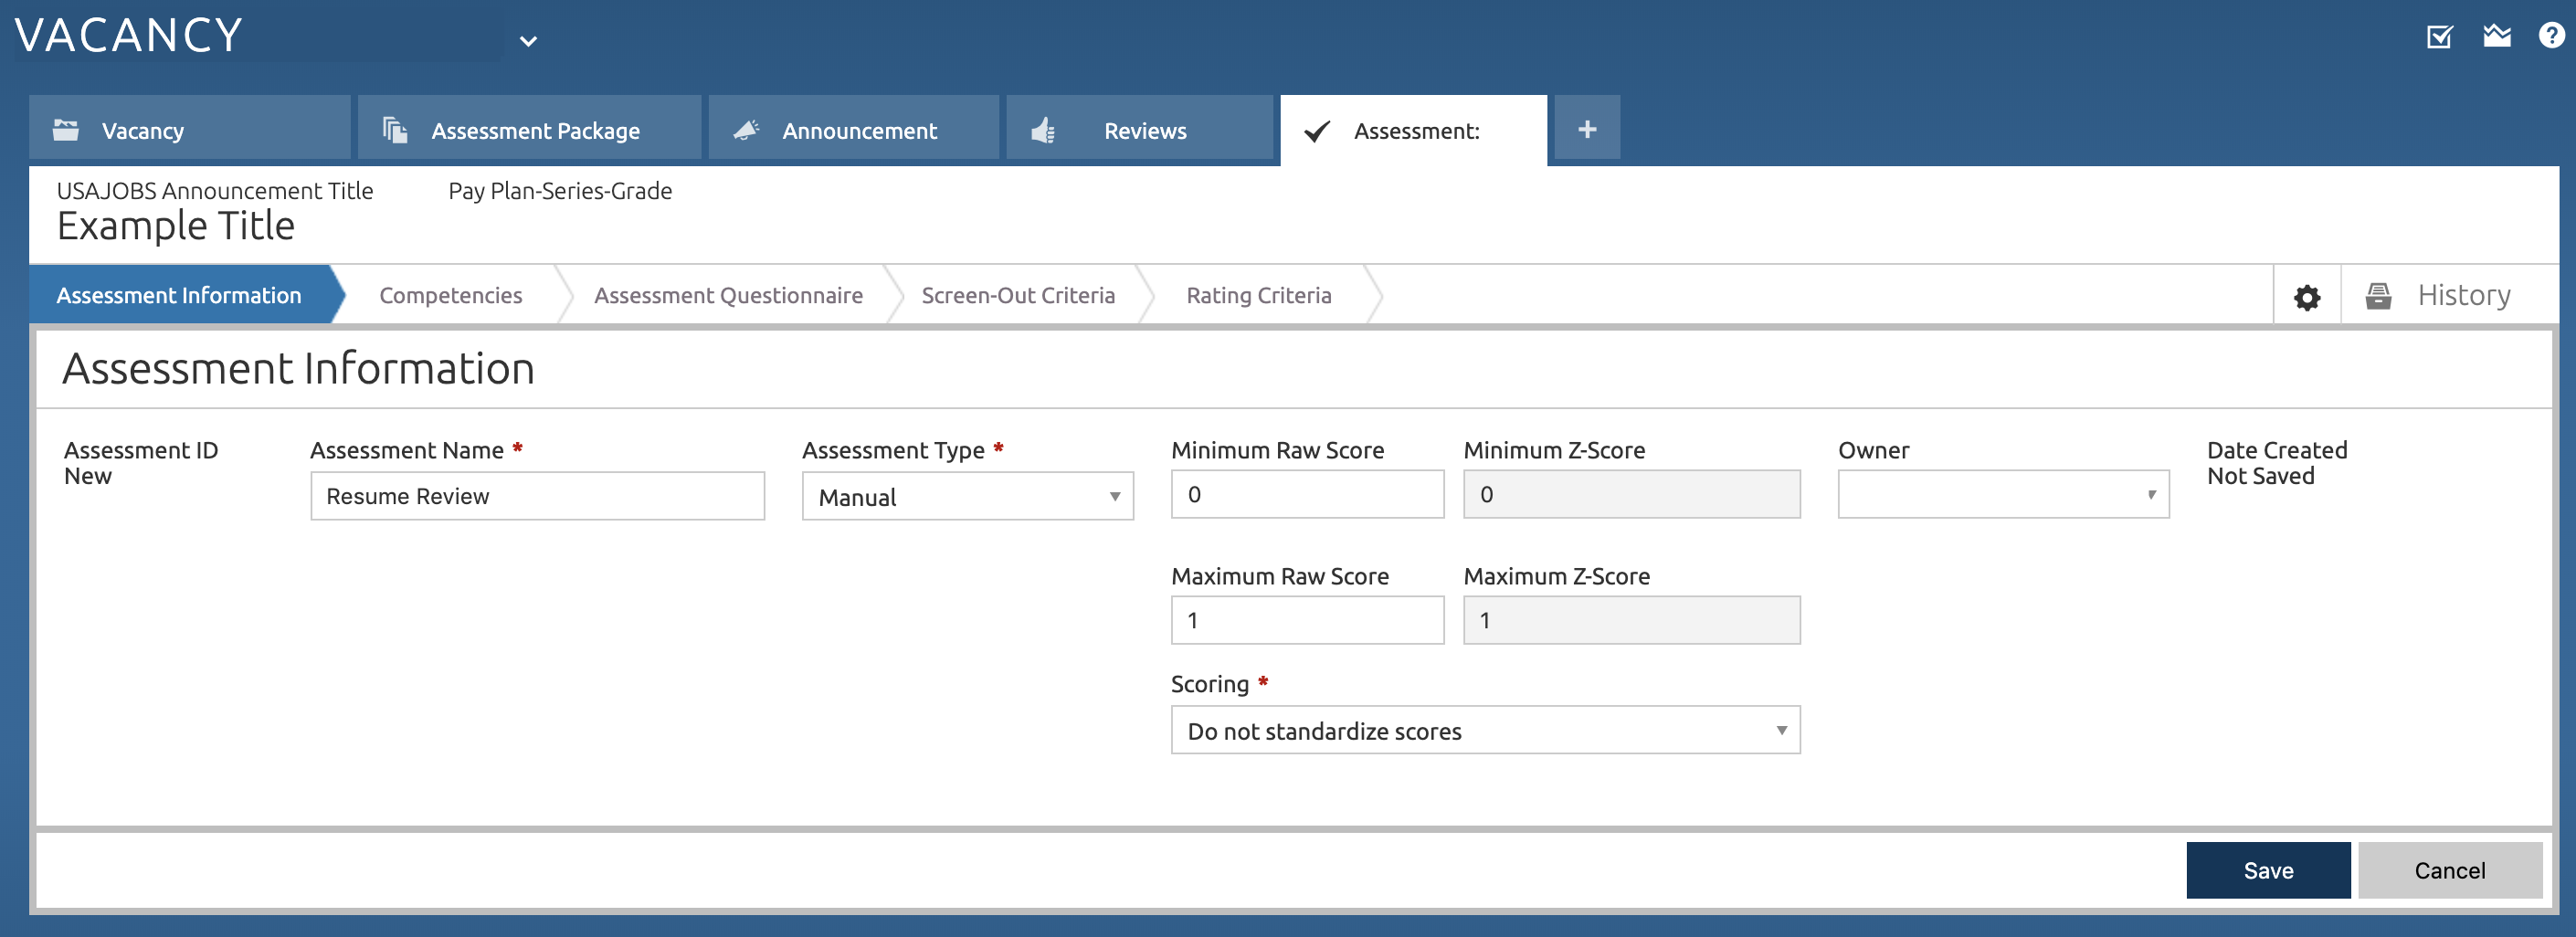 VACANCY
Vacancy
Assessment Package
Announcement
Reviews
Assessment:
+
USAJOBS Announcement Title
Pay Plan-Series-Grade
Example Title
Assessment Information
Competencies
Assessment Questionnaire
Screen-Out Criteria
Rating Criteria
History
Assessment Information
Assessment ID
New
Assessment Name *
Resume Review
Assessment Type *
Manual
Minimum Raw Score
0
Minimum Z-Score
0
Owner
Date Created
Not Saved
Maximum Raw Score
1
Maximum Z-Score
1
Scoring *
Do not standardize scores
Save
Cancel